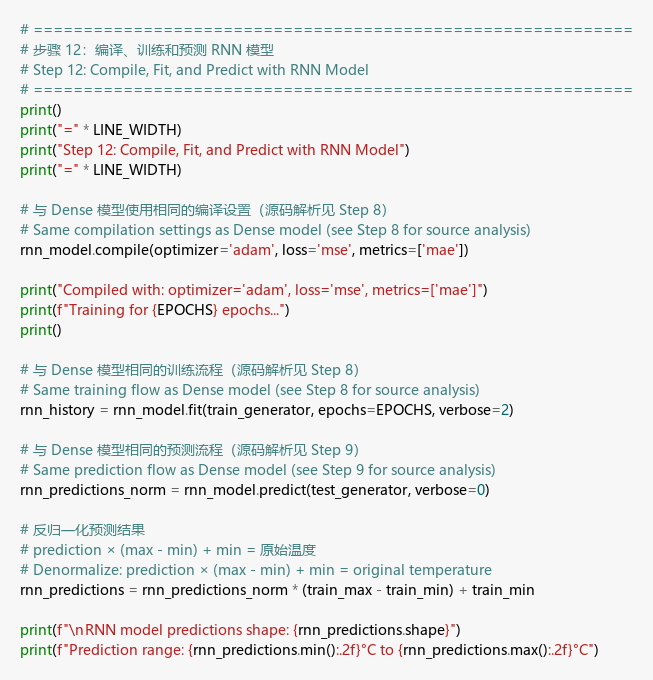 # ============================================================
# 步骤 12：编译、训练和预测 RNN 模型
# Step 12: Compile, Fit, and Predict with RNN Model
# ============================================================
print()
print("=" * LINE_WIDTH)
print("Step 12: Compile, Fit, and Predict with RNN Model")
print("=" * LINE_WIDTH)

# 与 Dense 模型使用相同的编译设置（源码解析见 Step 8）
# Same compilation settings as Dense model (see Step 8 for source analysis)
rnn_model.compile(optimizer='adam', loss='mse', metrics=['mae'])

print("Compiled with: optimizer='adam', loss='mse', metrics=['mae']")
print(f"Training for {EPOCHS} epochs...")
print()

# 与 Dense 模型相同的训练流程（源码解析见 Step 8）
# Same training flow as Dense model (see Step 8 for source analysis)
rnn_history = rnn_model.fit(train_generator, epochs=EPOCHS, verbose=2)

# 与 Dense 模型相同的预测流程（源码解析见 Step 9）
# Same prediction flow as Dense model (see Step 9 for source analysis)
rnn_predictions_norm = rnn_model.predict(test_generator, verbose=0)

# 反归一化预测结果
# prediction × (max - min) + min = 原始温度
# Denormalize: prediction × (max - min) + min = original temperature
rnn_predictions = rnn_predictions_norm * (train_max - train_min) + train_min

print(f"\nRNN model predictions shape: {rnn_predictions.shape}")
print(f"Prediction range: {rnn_predictions.min():.2f}°C to {rnn_predictions.max():.2f}°C")